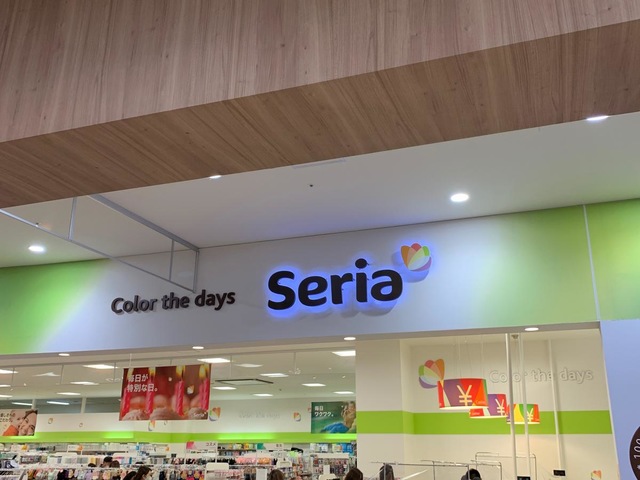 Color the days
Seria
Color the days
毎日が
特別な日。
毎日
ワクワク。
¥
¥
¥
100